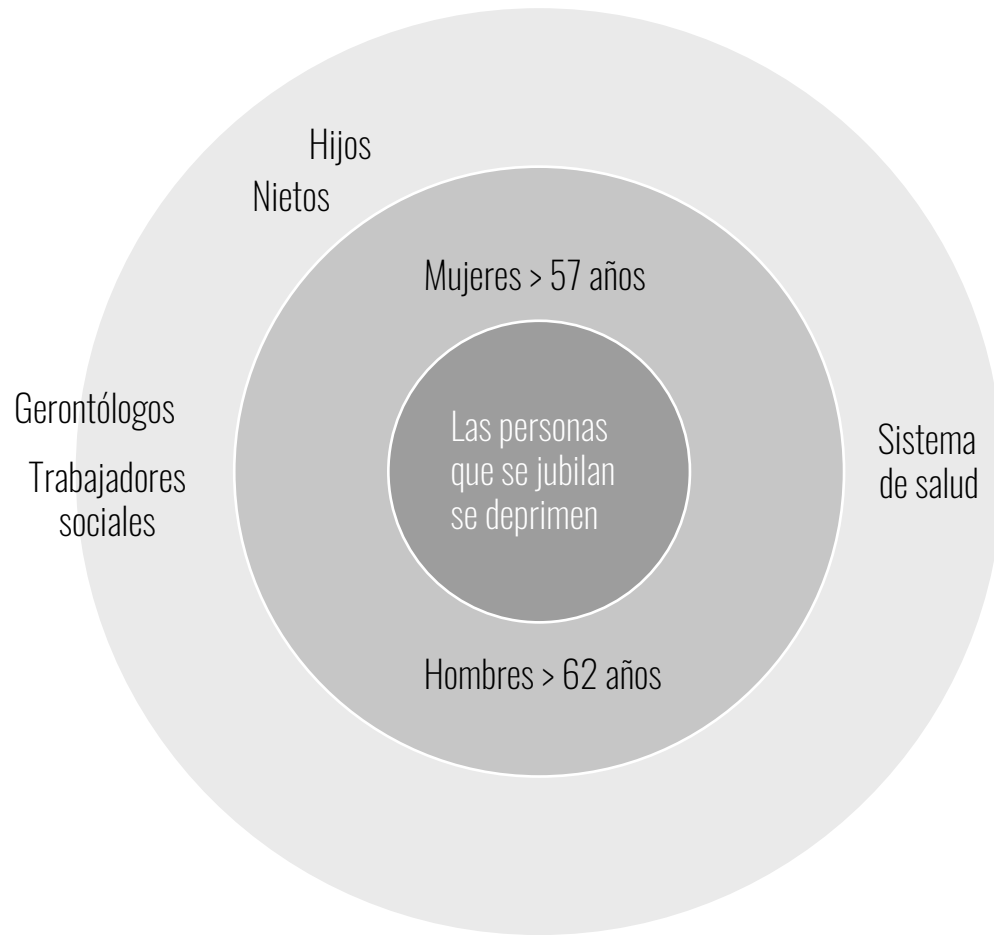 Hijos
Nietos
Mujeres > 57 años
Gerontólogos
Trabajadores
sociales
Las personas
que se jubilan
se deprimen
Sistema
de salud
Hombres > 62 años